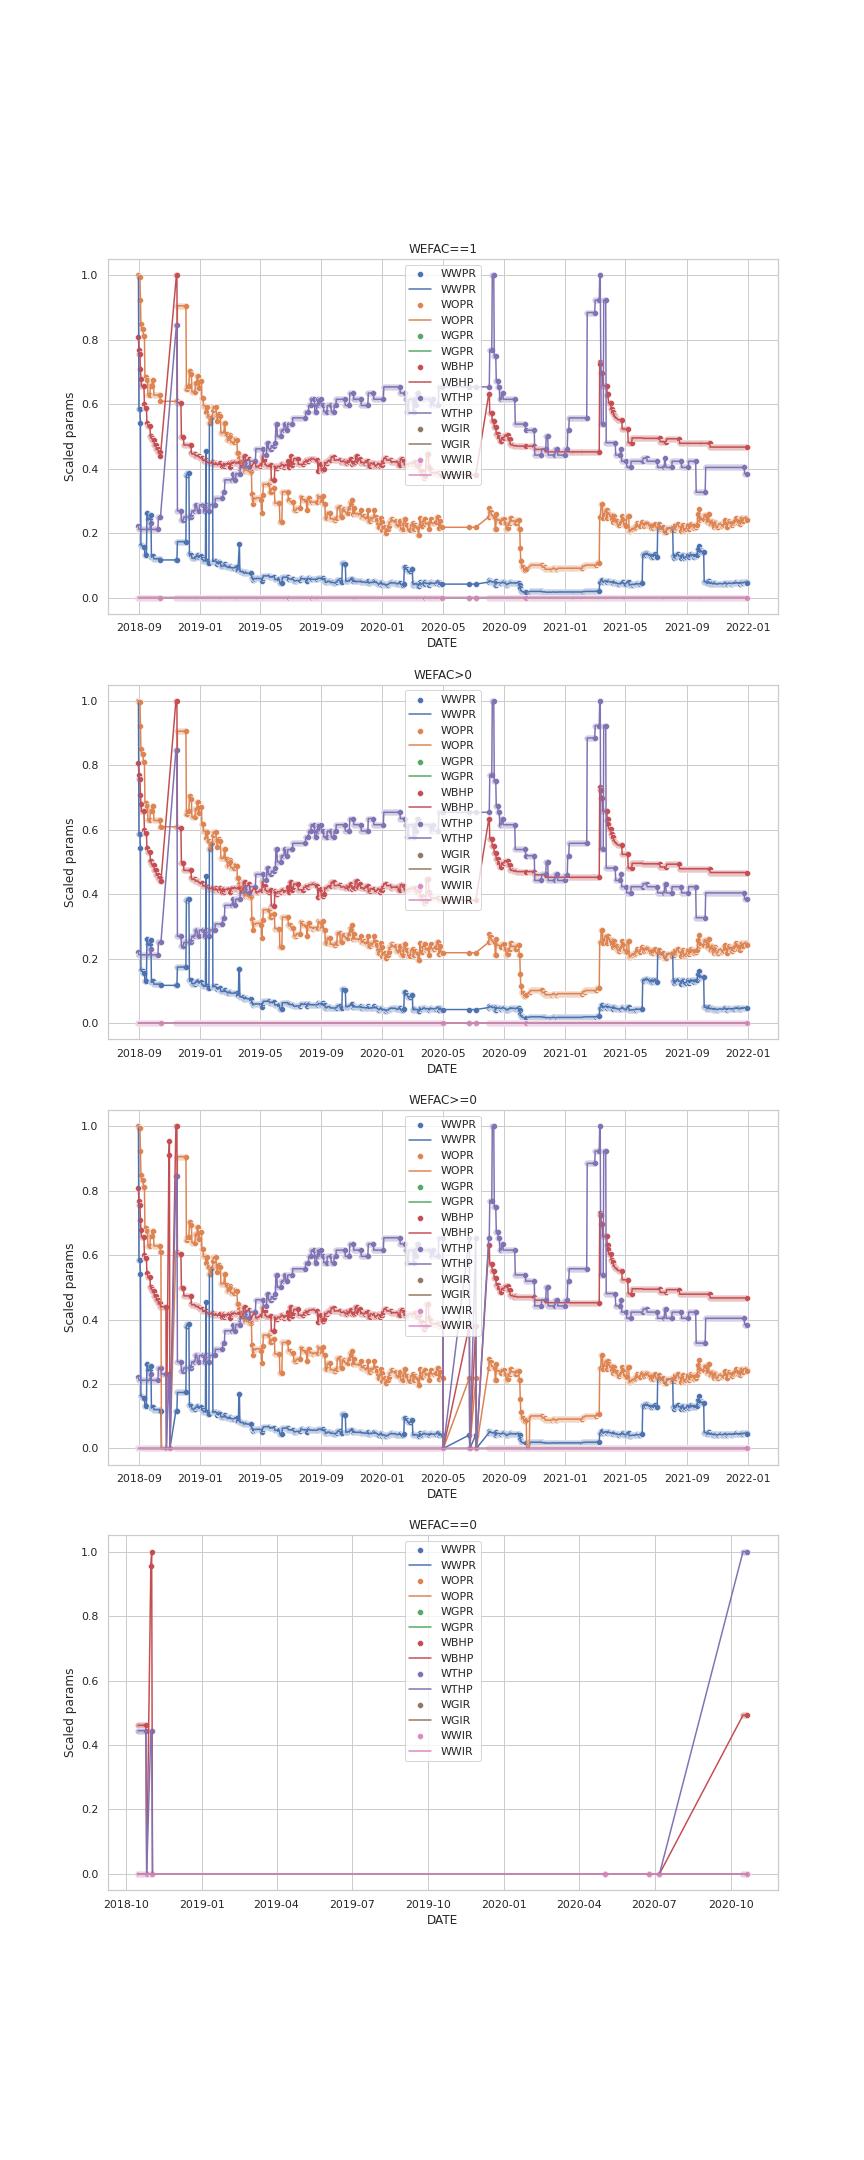 WEFAC==1
1.0
0.8
0.6
0.4
0.2
0.0
Scaled params
WWPR
WWPR
WOPR
WOPR
WGPR
WGPR
WBHP
WBHP
WTHP
WTHP
WGIR
WGIR
WWIR
WWIR
2018-09 2019-01 2019-05 2019-09 2020-01 2020-05 2020-09 2021-01 2021-05 2021-09 2022-01
DATE
WEFAC>0
1.0
0.8
0.6
0.4
0.2
0.0
Scaled params
WWPR
WWPR
WOPR
WOPR
WGPR
WGPR
WBHP
WBHP
WTHP
WTHP
WGIR
WGIR
WWIR
WWIR
2018-09 2019-01 2019-05 2019-09 2020-01 2020-05 2020-09 2021-01 2021-05 2021-09 2022-01
DATE
WEFAC>=0
1.0
0.8
0.6
0.4
0.2
0.0
Scaled params
WWPR
WWPR
WOPR
WOPR
WGPR
WGPR
WBHP
WBHP
WTHP
WTHP
WGIR
WGIR
WWIR
WWIR
2018-09 2019-01 2019-05 2019-09 2020-01 2020-05 2020-09 2021-01 2021-05 2021-09 2022-01
DATE
WEFAC==0
1.0
0.8
0.6
0.4
0.2
0.0
Scaled params
WWPR
WWPR
WOPR
WOPR
WGPR
WGPR
WBHP
WBHP
WTHP
WTHP
WGIR
WGIR
WWIR
WWIR
2018-10 2019-01 2019-04 2019-07 2019-10 2020-01 2020-04 2020-07 2020-10
DATE